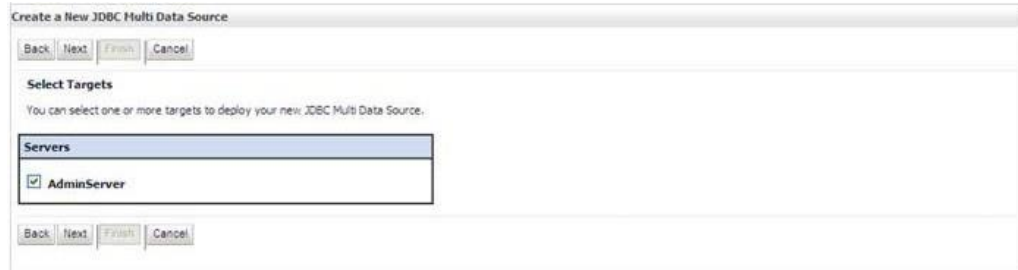 Create a New JDBC Multi Data Source
Back Next Finish Cancel
Select Targets
You can select one or more targets to deploy your new JDBC Multi Data Source.
Servers
AdminServer
Back Next Finish Cancel